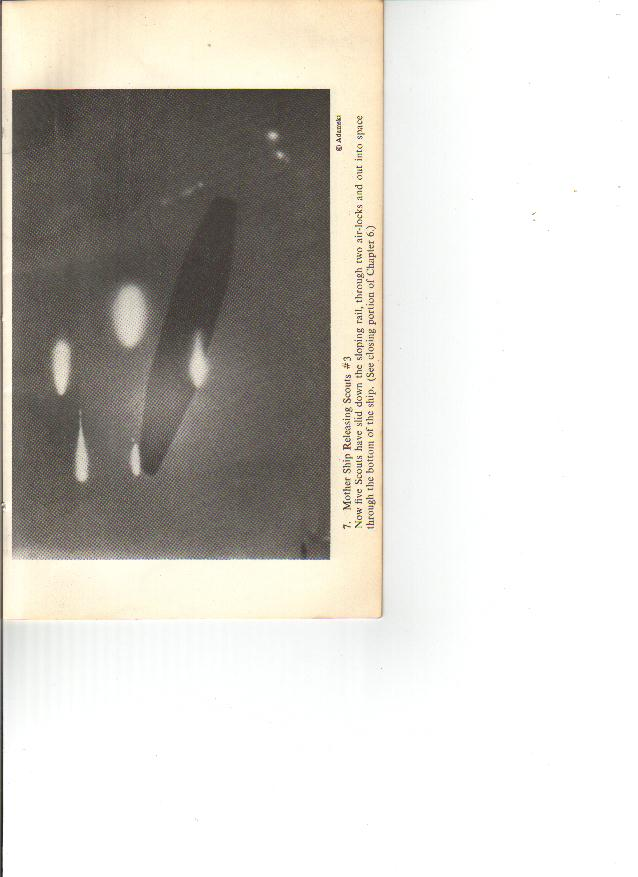 © Adamski
7. Mother Ship Releasing Scouts #3
Now five Scouts have slid down the sloping rail, through two air-locks and out into space
through the bottom of the ship. (See closing portion of Chapter 6.)